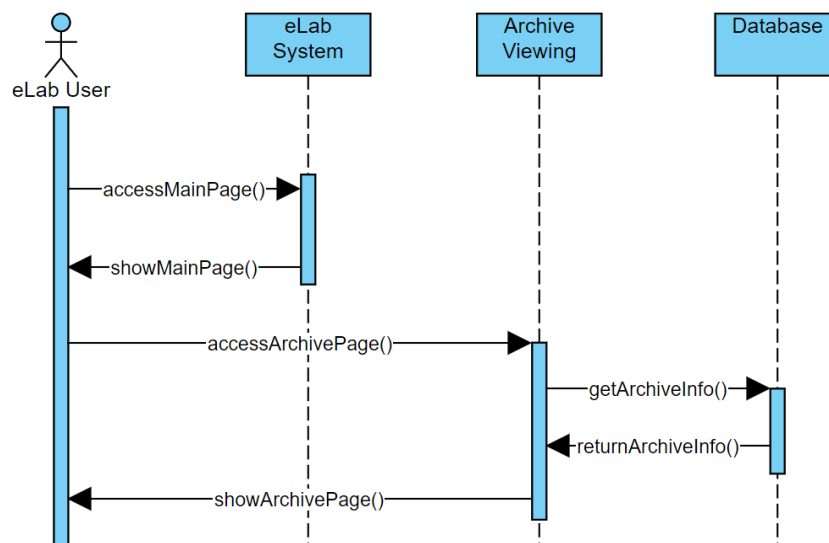 eLab
System
Archive
Viewing
Database
eLab User
accessMainPage()
showMainPage()
accessArchivePage()
getArchiveInfo()
returnArchiveInfo()
showArchivePage()